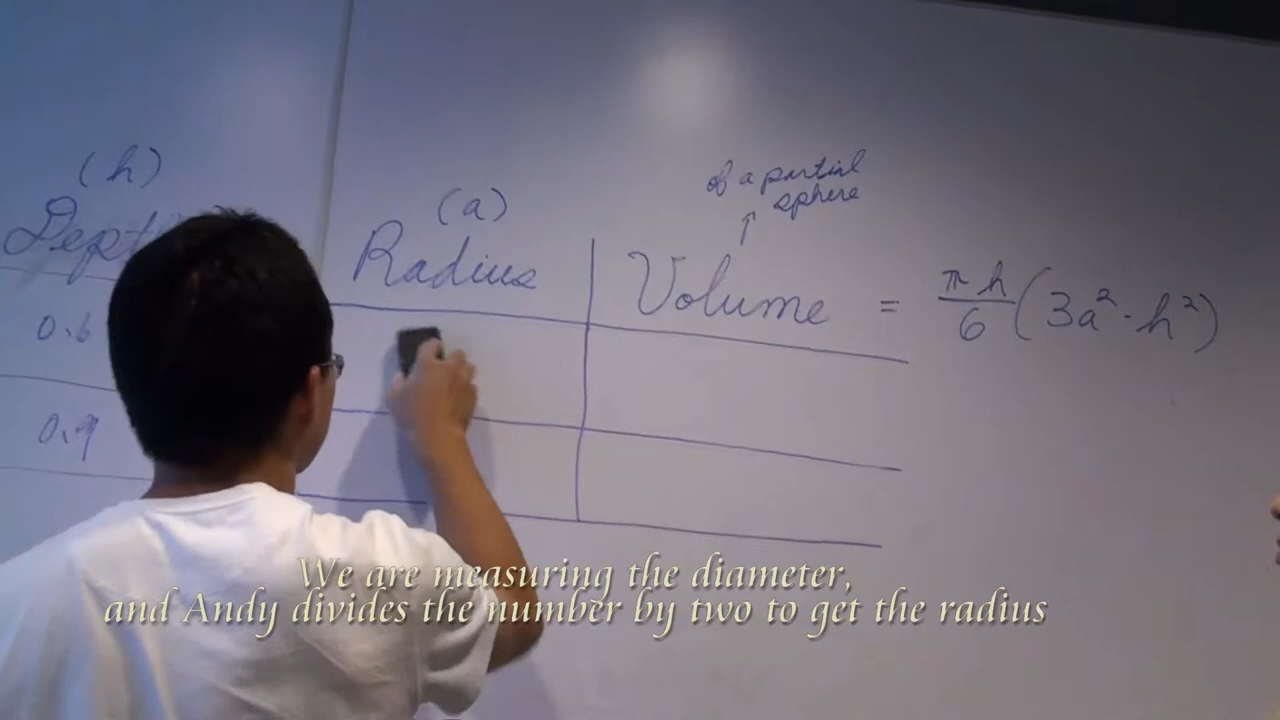 (h)
(a)
of a partial
sphere
↑
Radius
Volume = πh/6 (3a² - h²)
0.6
0.9
We are measuring the diameter,
and Andy divides the number by two to get the radius